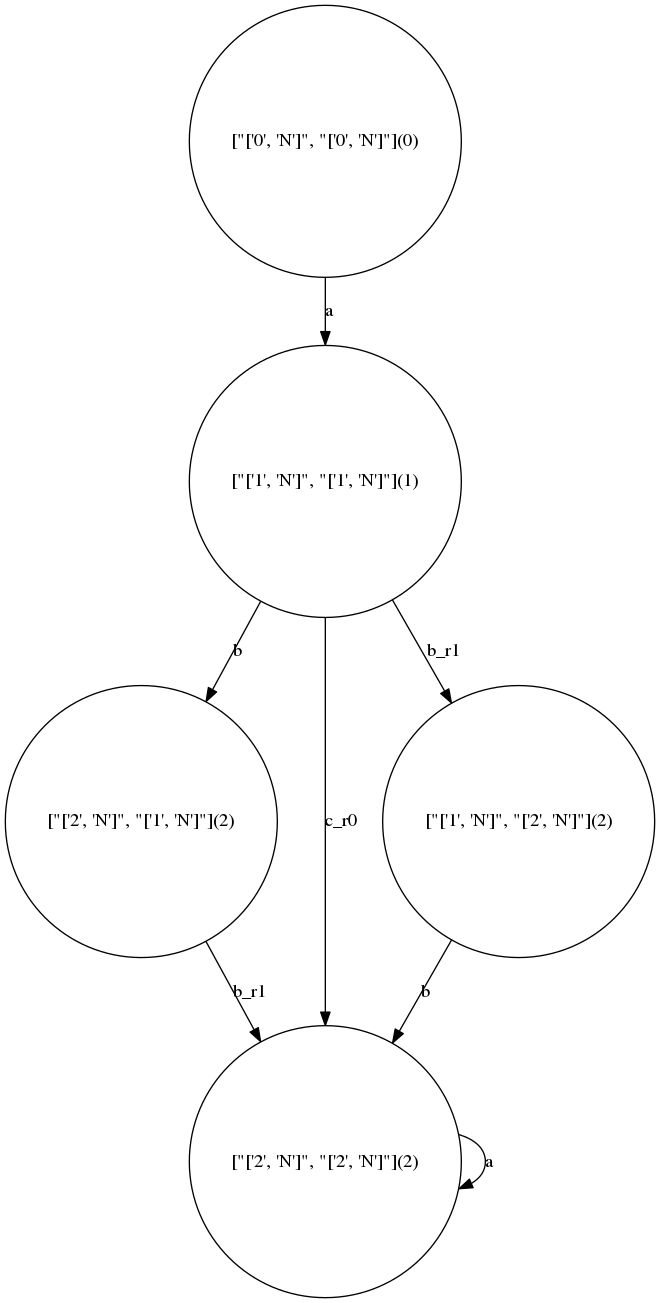 ["['0', 'N']", "['0', 'N']"](0)
a
["['1', 'N']", "['1', 'N']"](1)
b
b_r1
["['2', 'N']", "['1', 'N']"](2)
c_r0
["['1', 'N']", "['2', 'N']"](2)
b_r1
b
["['2', 'N']", "['2', 'N']"](2)
a